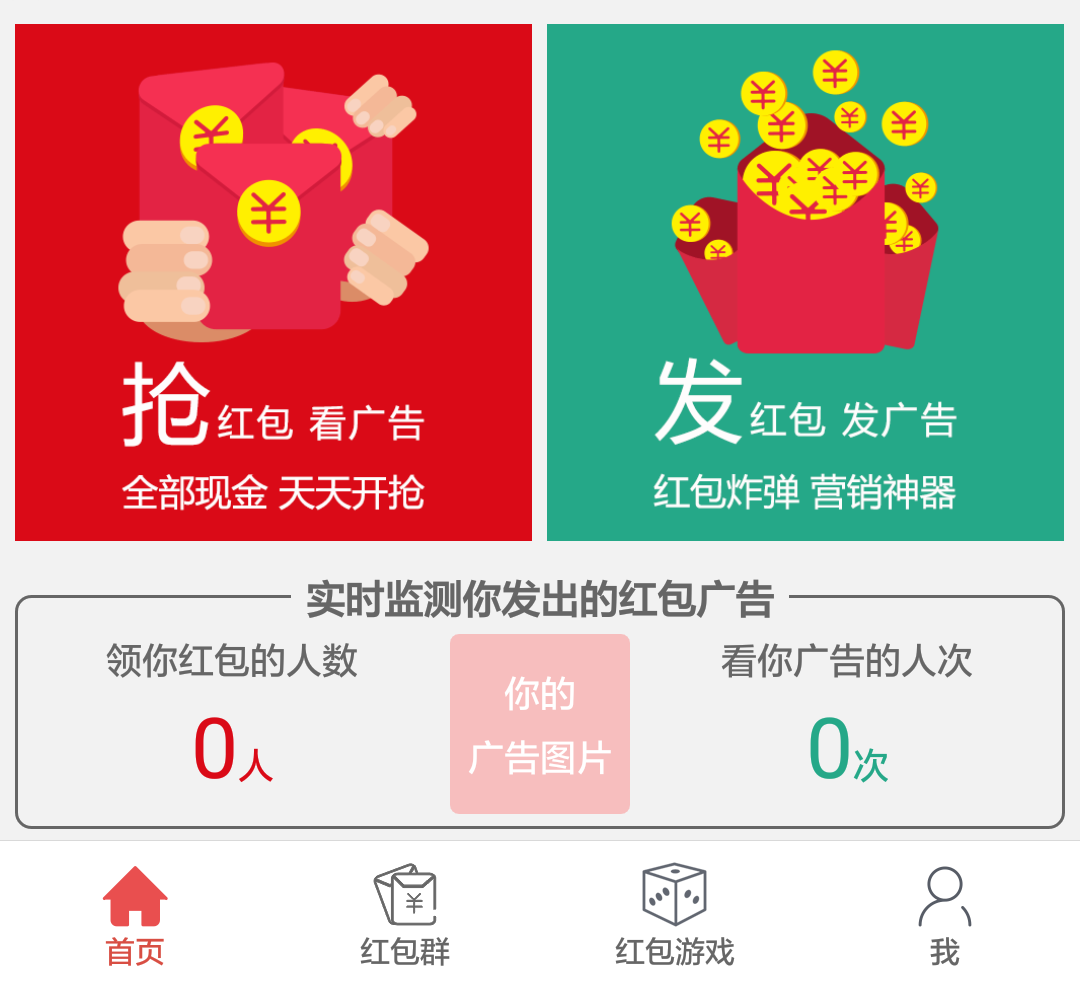 抢红包 看广告
全部现金 天天开抢
发红包 发广告
红包炸弹 营销神器
实时监测你发出的红包广告
领你红包的人数
0人
你的
广告图片
看你广告的人次
0次
首页
红包群
红包游戏
我